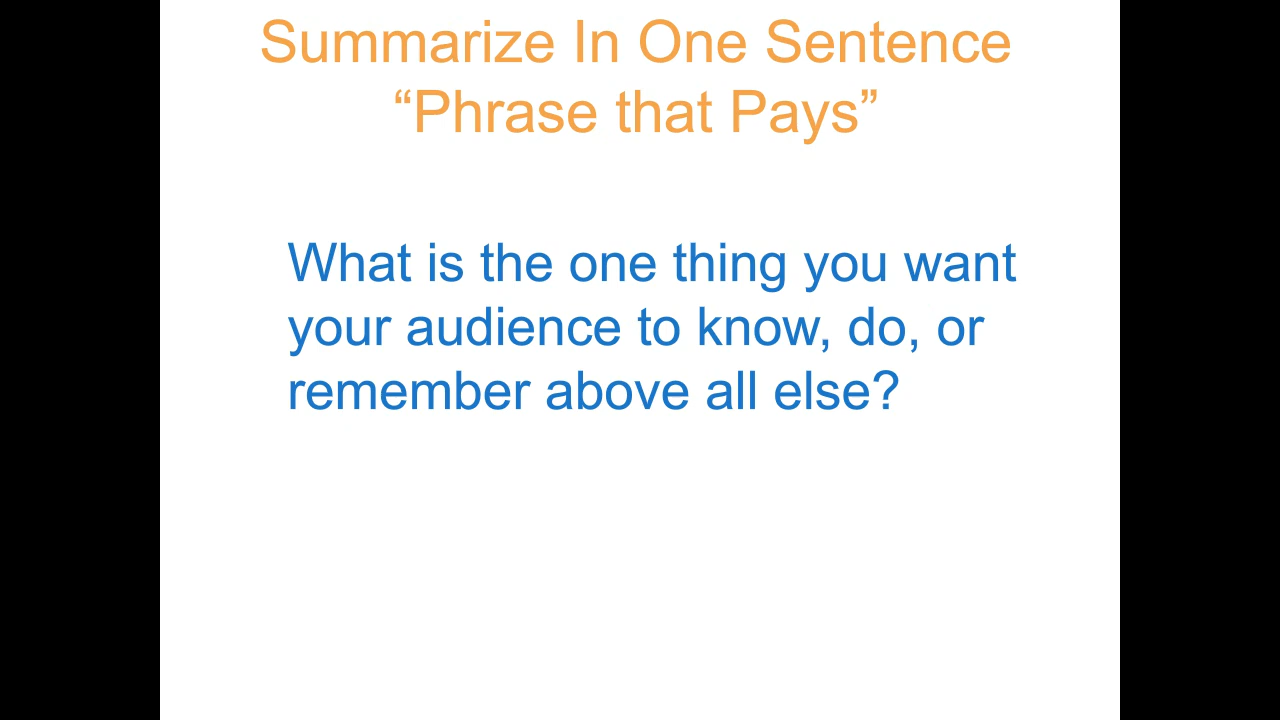 Summarize In One Sentence
“Phrase that Pays”
What is the one thing you want
your audience to know, do, or
remember above all else?